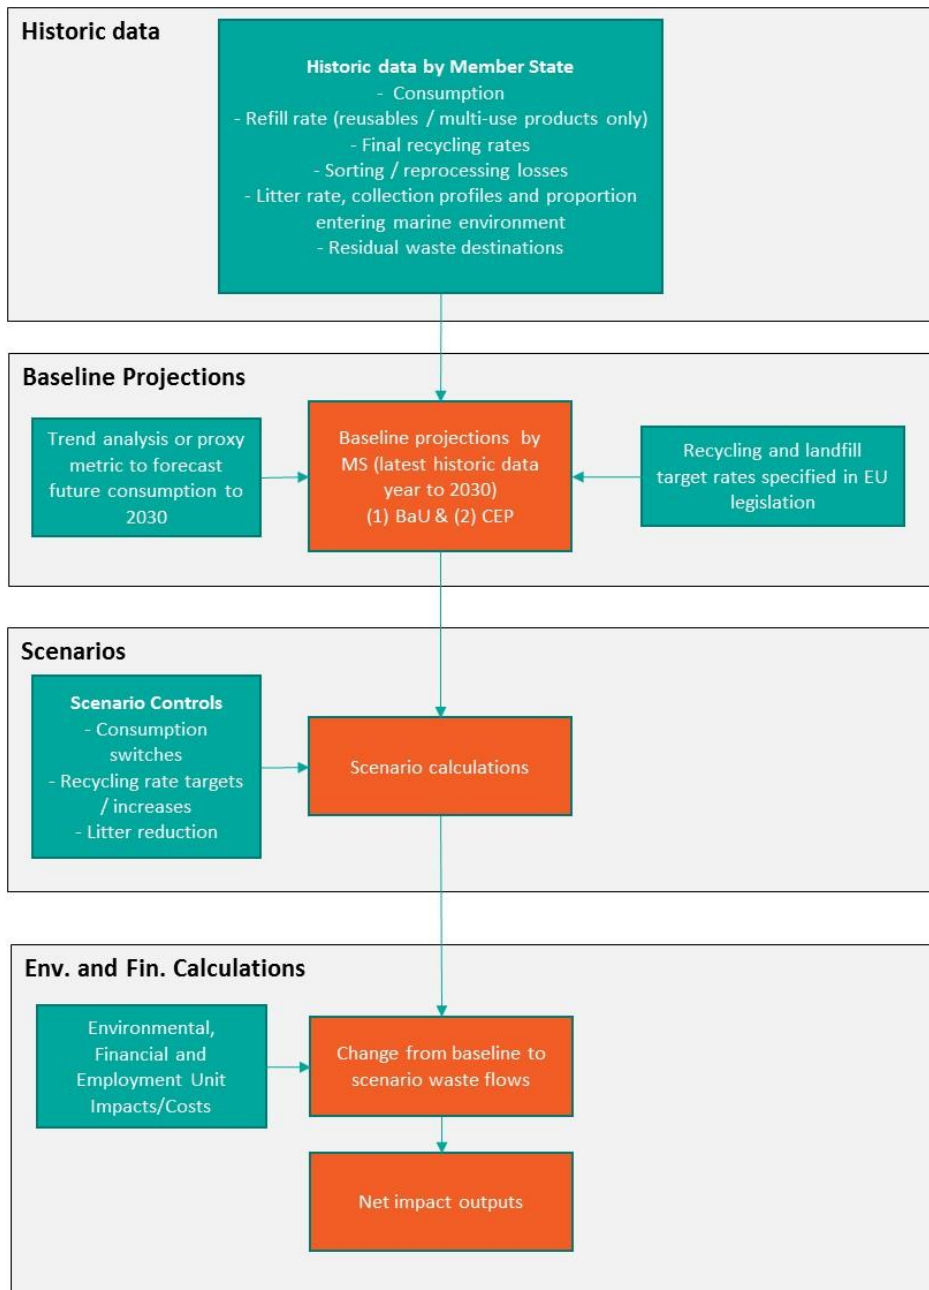 Historic data
Historic data by Member State
- Consumption
- Refill rate (reusables / multi-use products only)
- Final recycling rates
- Sorting / reprocessing losses
- Litter rate, collection profiles and proportion
entering marine environment
- Residual waste destinations
Baseline Projections
Trend analysis or proxy
metric to forecast
future consumption to
2030
Baseline projections by
MS (latest historic data
year to 2030)
(1) BaU & (2) CEP
Recycling and landfill
target rates specified in EU
legislation
Scenarios
Scenario Controls
- Consumption
switches
- Recycling rate targets
/ increases
- Litter reduction
Scenario calculations
Env. and Fin. Calculations
Environmental,
Financial and
Employment Unit
Impacts/Costs
Change from baseline to
scenario waste flows
Net impact outputs